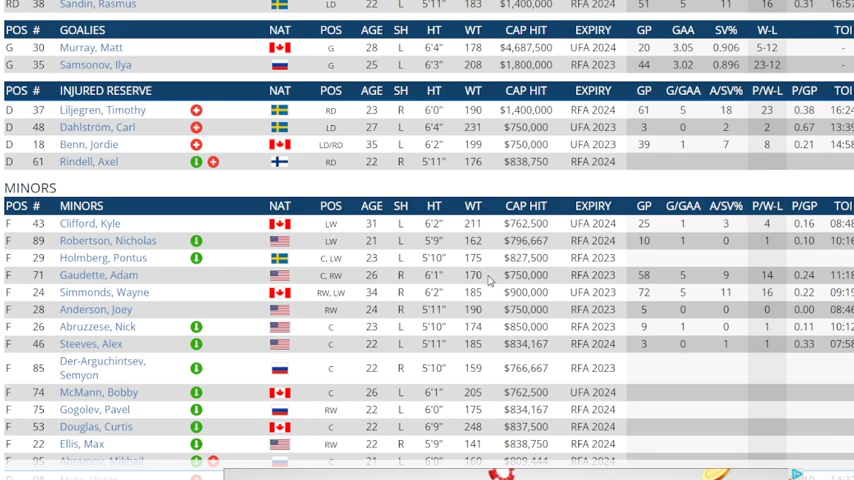 RD 38 Sandin, Rasmus LD 5'11" 183 $1,400,000 RFA 2024 51 5 11 16 0.31 16:57
POS # GOALIES NAT POS AGE SH HT WT CAP HIT EXPIRY GP GAA SV% W-L TOI
G 30 Murray, Matt G 28 L 6'4" 178 $4,687,500 UFA 2024 20 3.05 0.906 5-12 -
G 35 Samsonov, Ilya G 25 L 6'3" 208 $1,800,000 RFA 2023 44 3.02 0.896 23-12 -
POS # INJURED RESERVE NAT POS AGE SH HT WT CAP HIT EXPIRY GP G/GAA A/SV% P/W-L P/GP TOI
D 37 Liljegren, Timothy RD 23 R 6'0" 190 $1,400,000 RFA 2024 61 5 18 23 0.38 16:24
D 48 Dahlström, Carl LD 27 L 6'4" 231 $750,000 UFA 2023 3 0 2 2 0.67 13:39
D 18 Benn, Jordie LD/RD 35 L 6'2" 199 $750,000 UFA 2023 39 1 7 8 0.21 14:58
D 61 Rindell, Axel RD 22 R 5'11" 176 $838,750 RFA 2024
MINORS
POS # MINORS NAT POS AGE SH HT WT CAP HIT EXPIRY GP G/GAA A/SV% P/W-L P/GP TOI
F 43 Clifford, Kyle LW 31 L 6'2" 211 $762,500 UFA 2024 25 1 3 4 0.16 08:48
F 89 Robertson, Nicholas LW 21 L 5'9" 162 $796,667 RFA 2024 10 1 0 1 0.10 10:16
F 29 Holmberg, Pontus C, LW 23 L 5'10" 172 $827,500 RFA 2023
F 71 Gaudette, Adam C, RW 26 R 6'1" 170 $750,000 RFA 2023 58 5 9 14 0.24 11:18
F 24 Simmonds, Wayne RW, LW 34 R 6'2" 185 $900,000 UFA 2023 72 5 11 16 0.22 09:19
F 28 Anderson, Joey RW 24 R 5'11" 190 $750,000 RFA 2024 5 0 0 0 0.00 08:46
F 26 Abruzzese, Nick C 23 L 5'10" 174 $850,000 RFA 2023 9 1 0 1 0.11 10:12
F 46 Steeves, Alex C 22 L 5'11" 185 $834,167 RFA 2024 3 0 1 1 0.33 07:58
F 85 Der-Arguchintsev, Semyon C 22 R 5'10" 159 $766,667 RFA 2023
F 74 McMann, Bobby C 26 L 6'1" 205 $762,500 RFA 2024
F 75 Gogolev, Pavel RW 22 L 6'0" 175 $834,167 RFA 2024
F 53 Douglas, Curtis C 22 L 6'9" 248 $837,500 RFA 2024
F 22 Ellis, Max RW 22 R 5'9" 141 $838,750 RFA 2024
F 95 Abramov, Mikhail C 21 L 6'0" 160 $809,444 RFA 2024